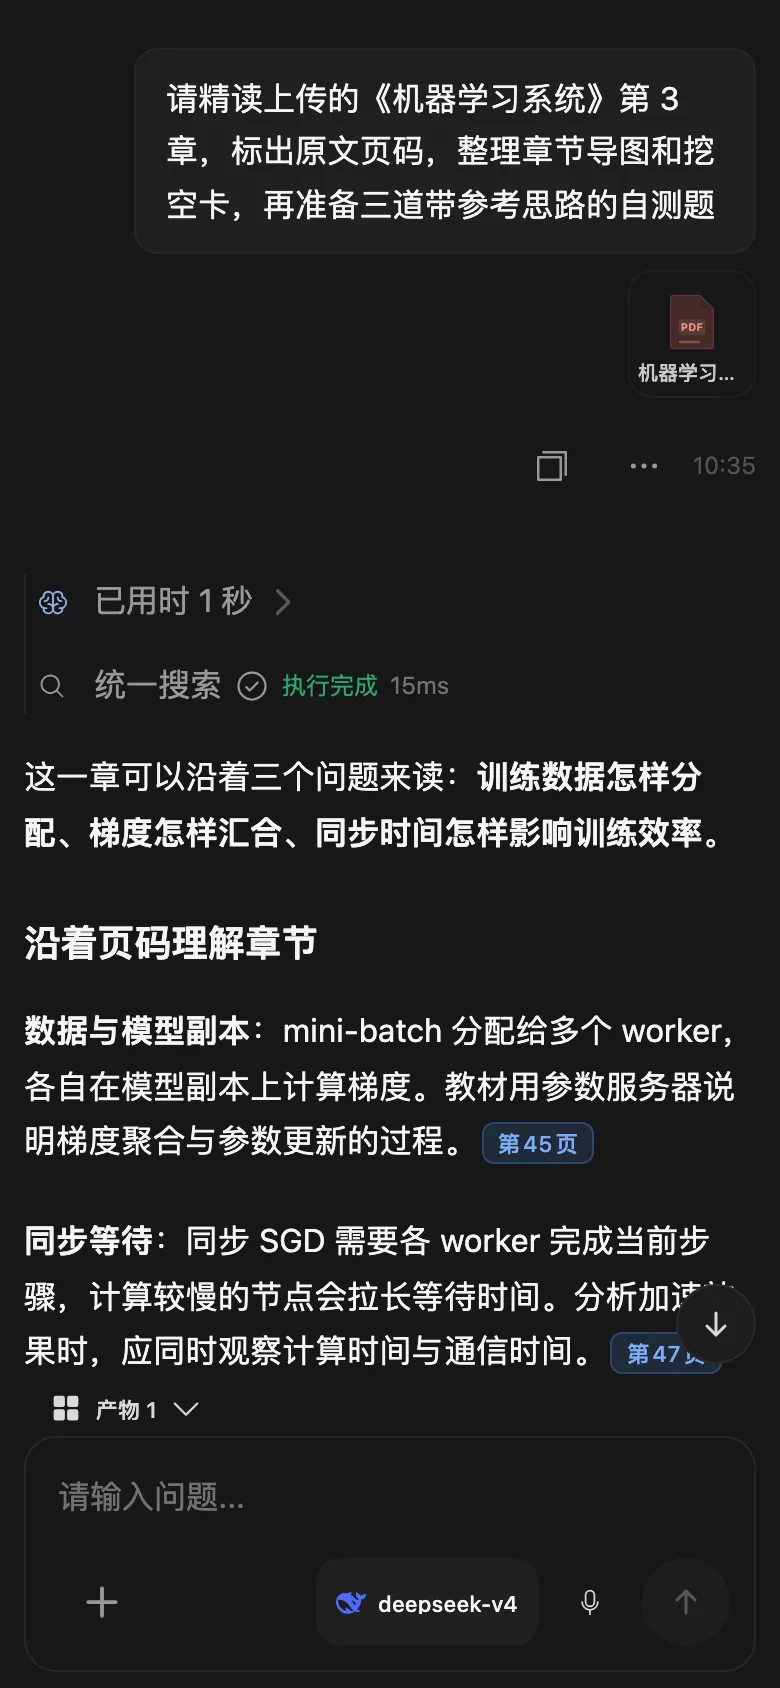 请精读上传的《机器学习系统》第 3
章，标出原文页码，整理章节导图和挖
空卡，再准备三道带参考思路的自测题
PDF
机器学习...
10:35
已用时 1 秒
统一搜索 执行完成 15ms
这一章可以沿着三个问题来读：训练数据怎样分
配、梯度怎样汇合、同步时间怎样影响训练效率。
沿着页码理解章节
数据与模型副本：mini-batch 分配给多个 worker，
各自在模型副本上计算梯度。教材用参数服务器说
明梯度聚合与参数更新的过程。 第45页
同步等待：同步 SGD 需要各 worker 完成当前步
骤，计算较慢的节点会拉长等待时间。分析加速
果时，应同时观察计算时间与通信时间。 第47页
产物 1
请输入问题...
deepseek-v4